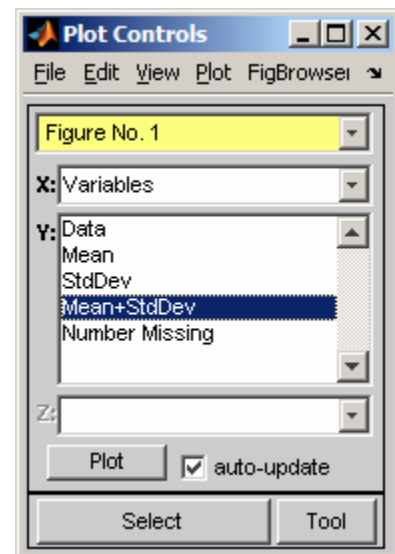 Plot Controls
File Edit View Plot FigBrowser
Figure No. 1
X: Variables
Y: Data
Mean
StdDev
Mean+StdDev
Number Missing
Z:
Plot auto-update
Select Tool